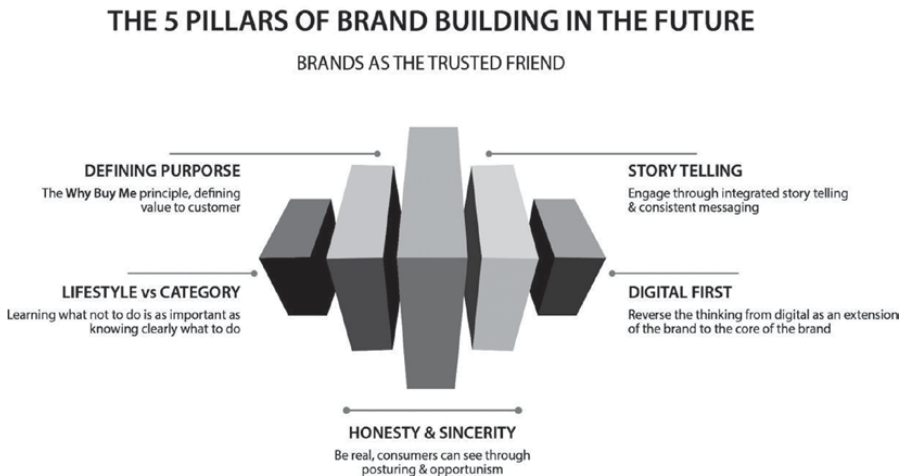 THE 5 PILLARS OF BRAND BUILDING IN THE FUTURE
BRANDS AS THE TRUSTED FRIEND
DEFINING PURPORSE
The Why Buy Me principle, defining
value to customer
STORY TELLING
Engage through integrated story telling
& consistent messaging
LIFESTYLE vs CATEGORY
Learning what not to do is as important as
knowing clearly what to do
DIGITAL FIRST
Reverse the thinking from digital as an extension
of the brand to the core of the brand
HONESTY & SINCERITY
Be real, consumers can see through
posturing & opportunism